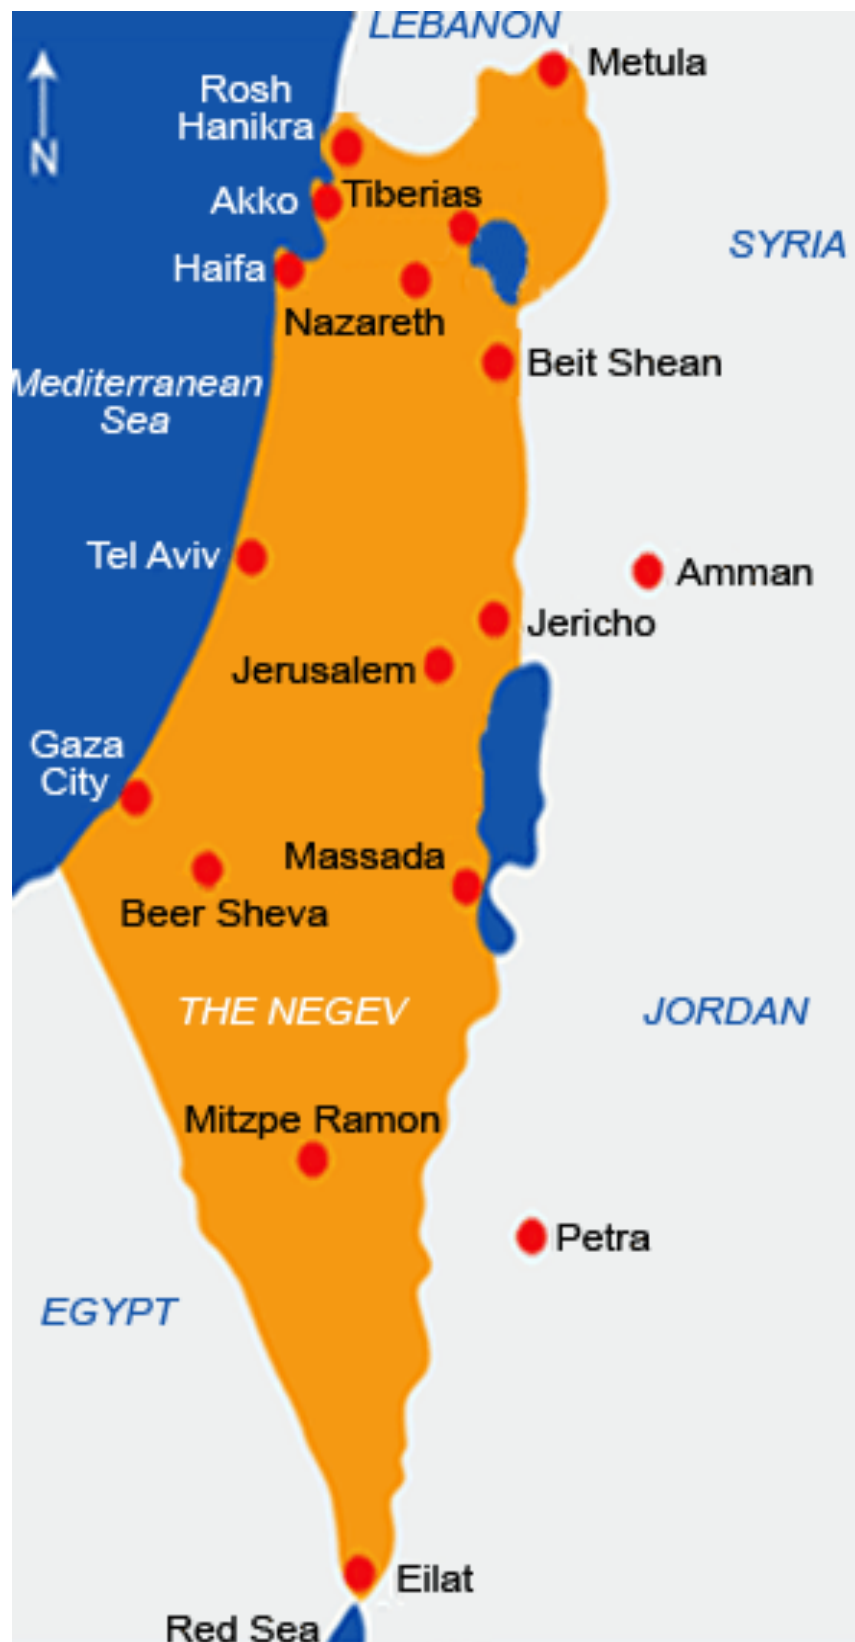 LEBANON
Metula
Rosh
Hanikra
N
Akko
Tiberias
SYRIA
Haifa
Nazareth
Beit Shean
Mediterranean
Sea
Tel Aviv
Amman
Jericho
Jerusalem
Gaza
City
Massada
Beer Sheva
THE NEGEV
JORDAN
Mitzpe Ramon
Petra
EGYPT
Eilat
Red Sea